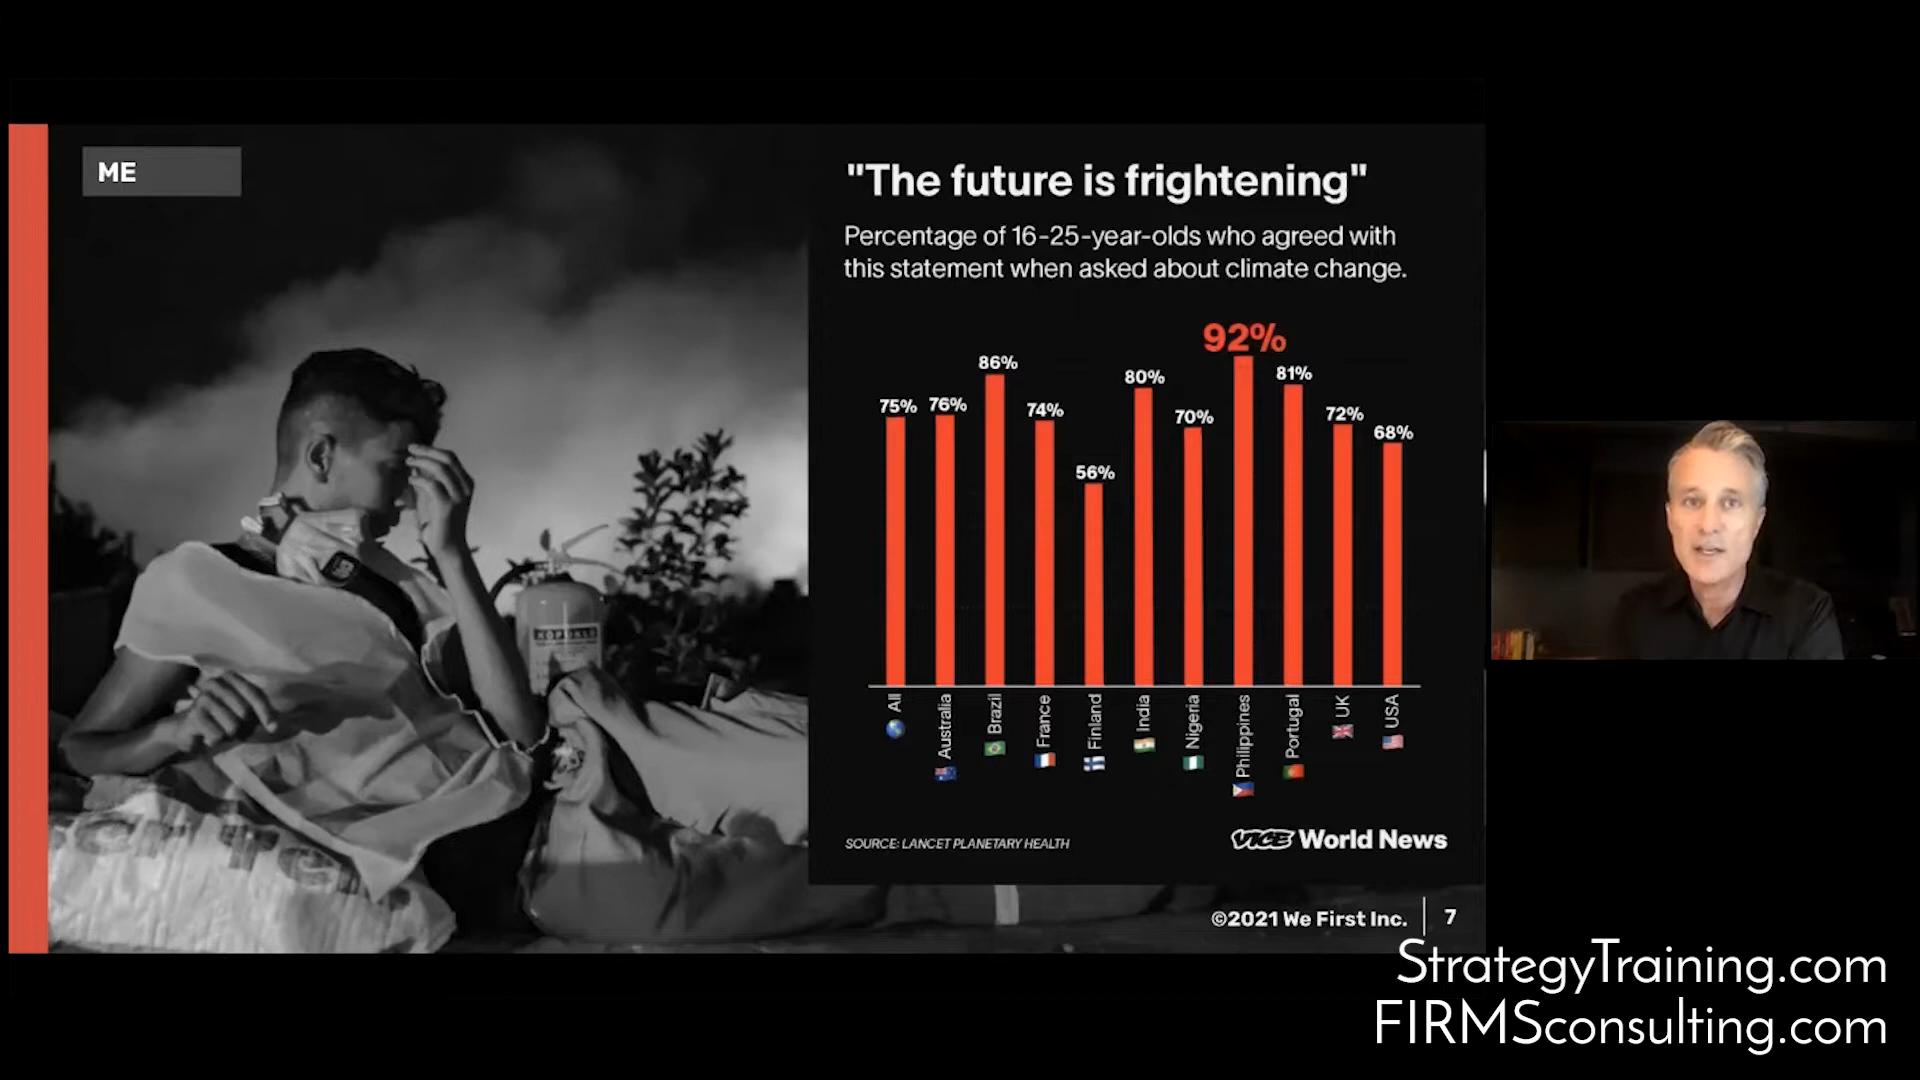 ME
"The future is frightening"
Percentage of 16-25-year-olds who agreed with
this statement when asked about climate change.
75%
76%
86%
74%
56%
80%
70%
92%
81%
72%
68%
All
Australia
Brazil
France
Finland
India
Nigeria
Philippines
Portugal
UK
USA
SOURCE: LANCET PLANETARY HEALTH
VICE World News
©2021 We First Inc. 7
StrategyTraining.com
FIRMSconsulting.com